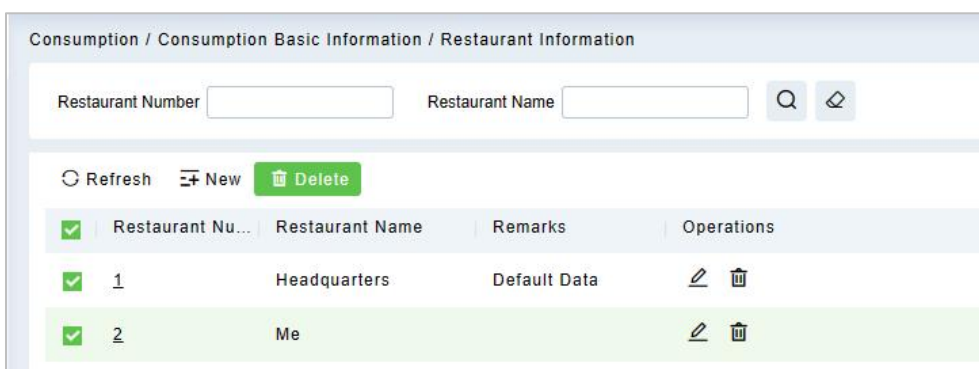 Consumption / Consumption Basic Information / Restaurant Information
Restaurant Number Restaurant Name
Refresh New Delete
Restaurant Nu... Restaurant Name Remarks Operations
1 Headquarters Default Data
2 Me